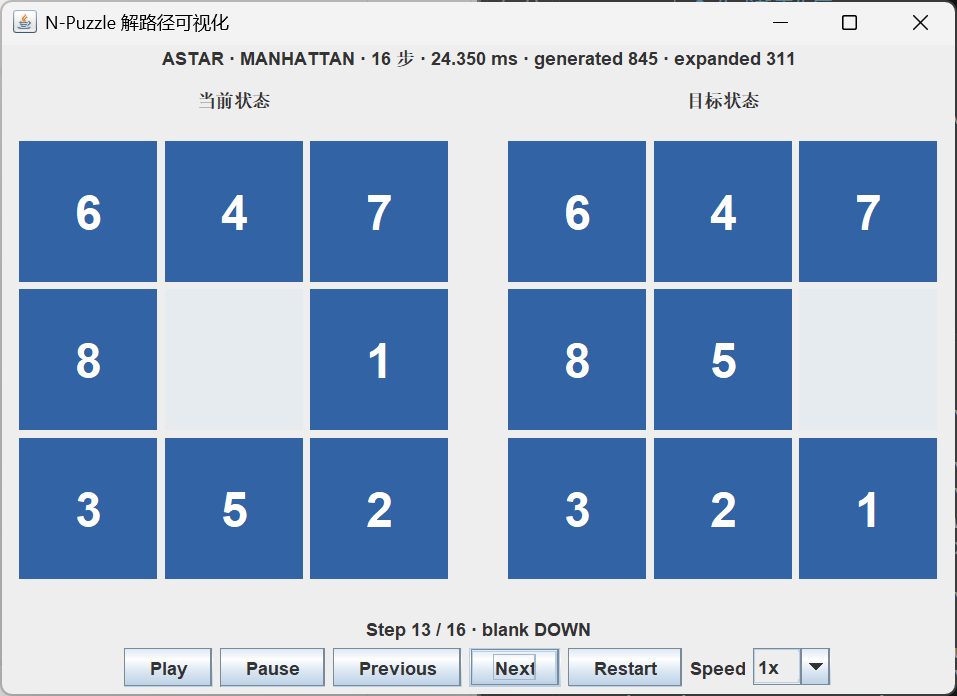 N-Puzzle 解路径可视化
ASTAR · MANHATTAN · 16 步 · 24.350 ms · generated 845 · expanded 311
当前状态 目标状态
6 4 7 6 4 7
8 1 8 5
3 5 2 3 2 1
Step 13 / 16 · blank DOWN
Play Pause Previous Next Restart Speed 1x